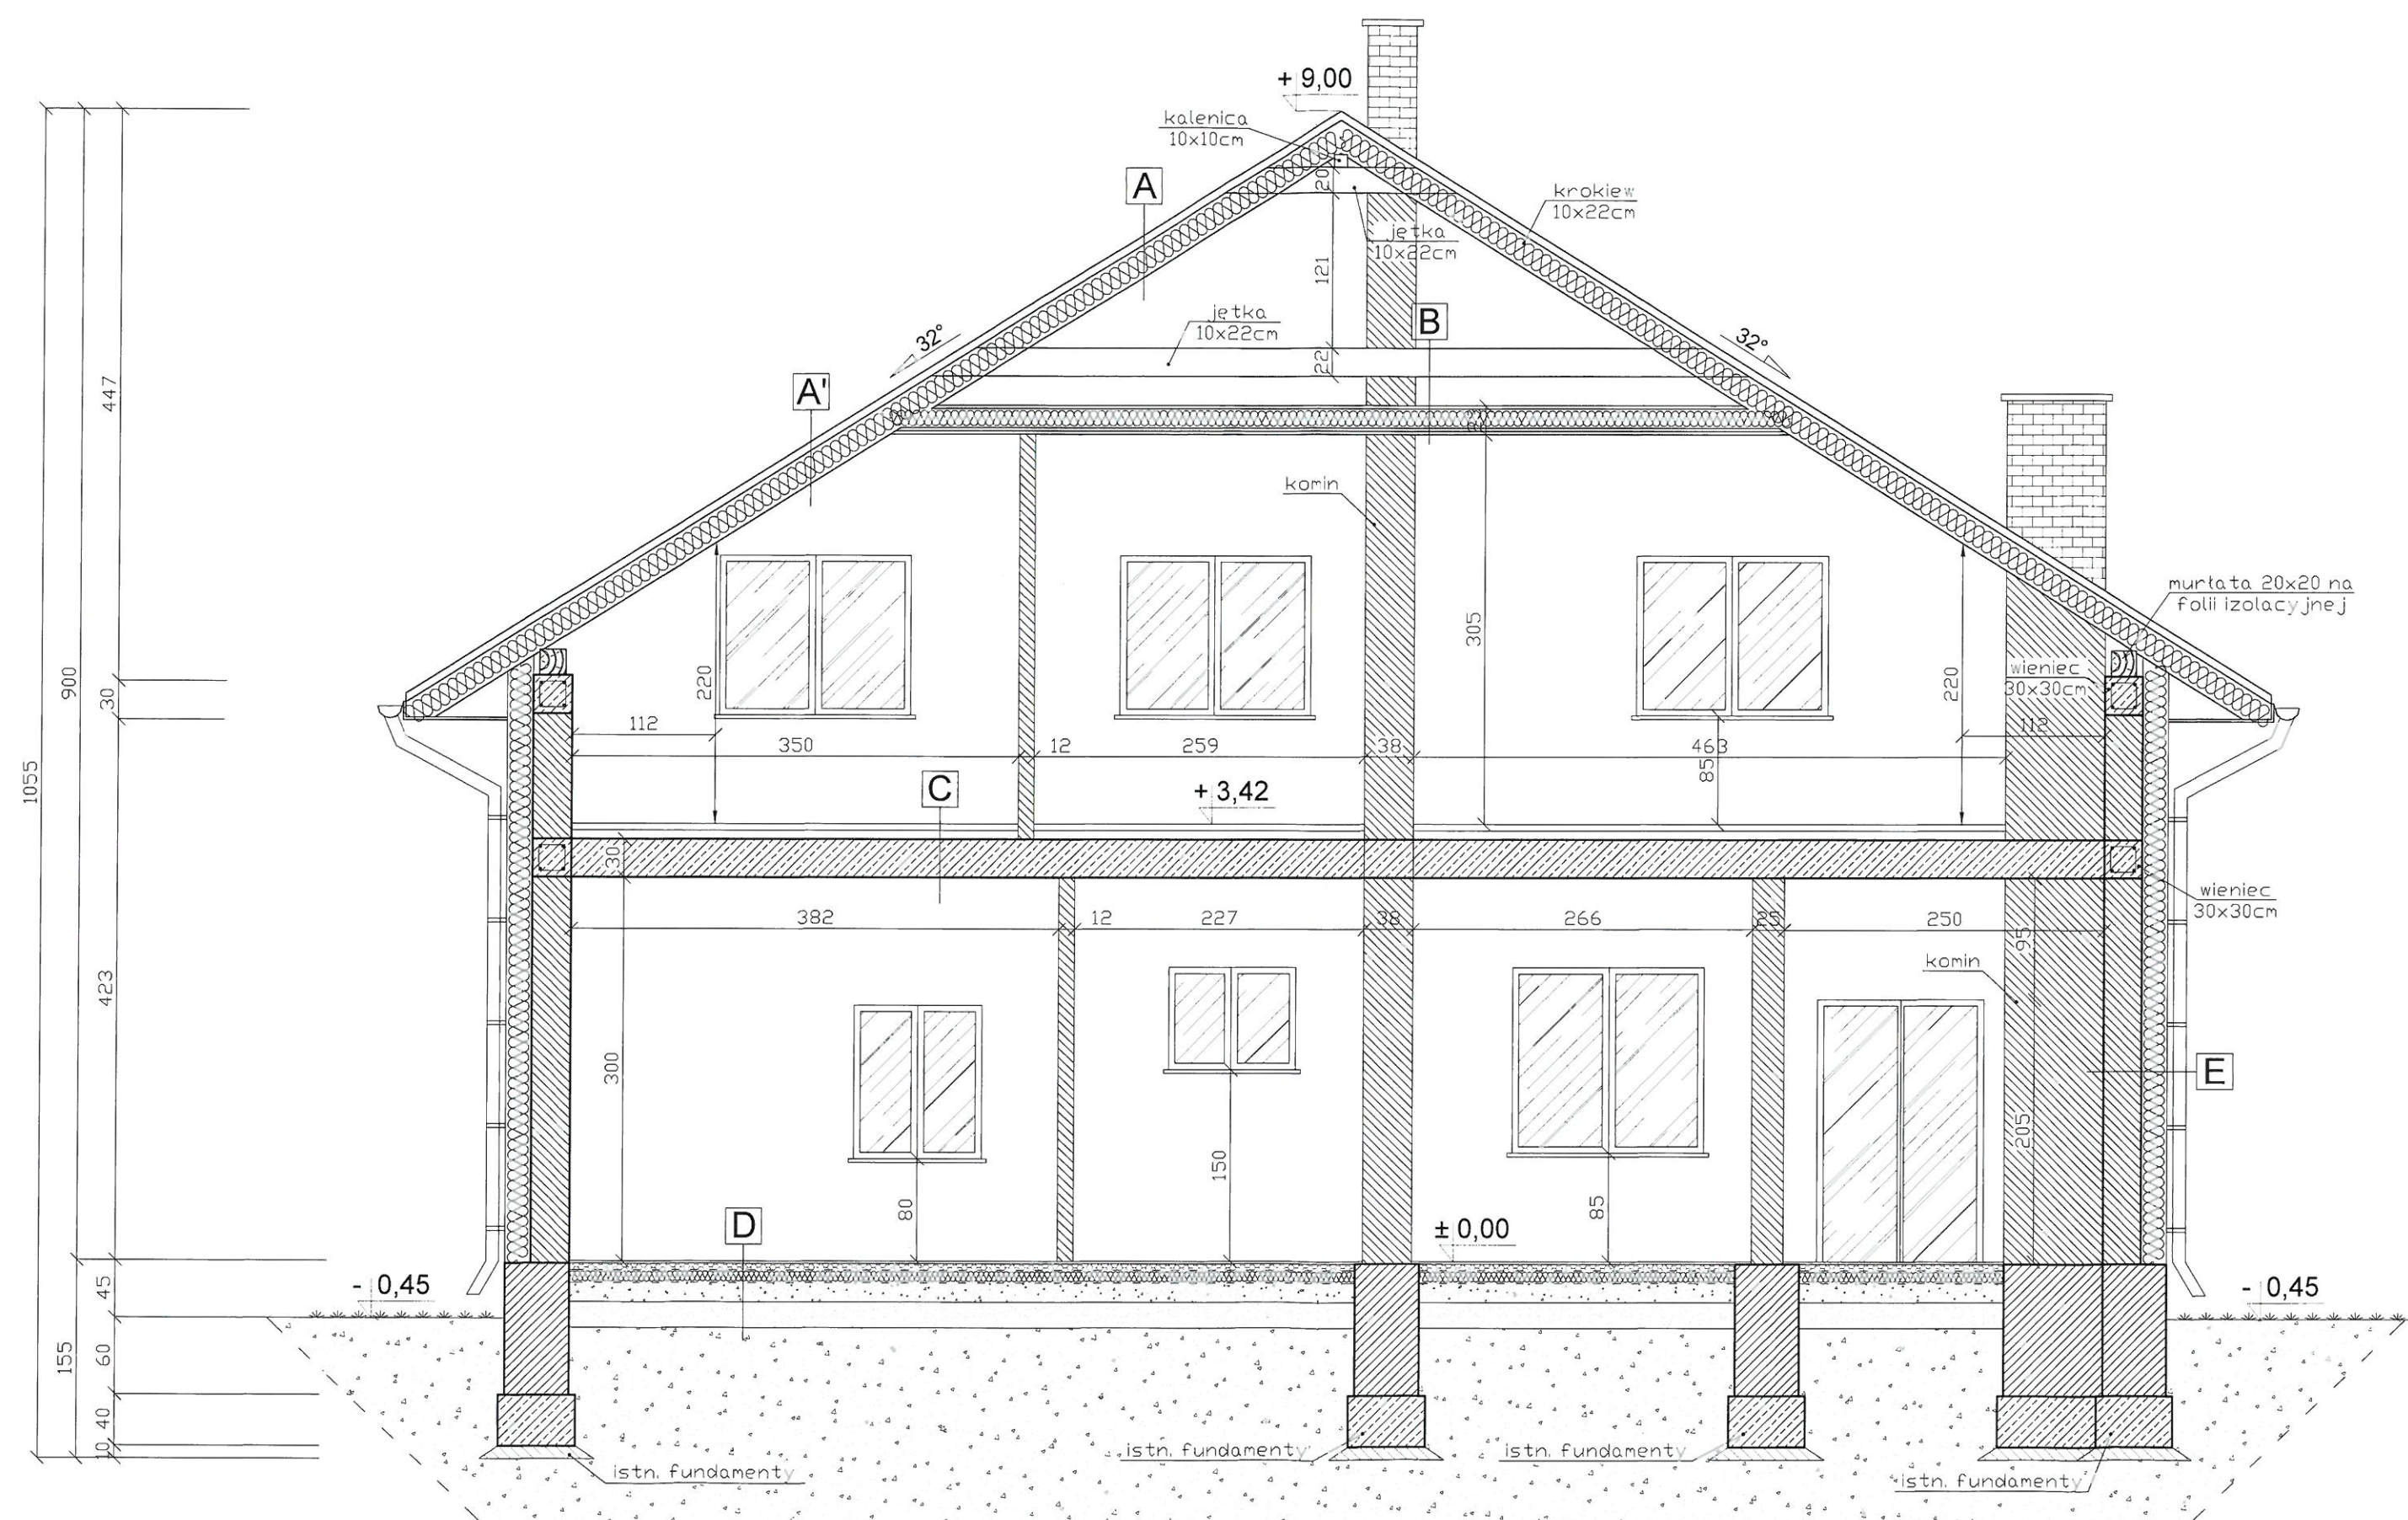 + 9,00
kalenica
10x10cm
A
krokiew
10x22cm
20
jętka
10x22cm
121
jętka
10x22cm
B
32°
32°
22
A'
447
komin
305
murłata 20x20 na
folii izolacyjnej
900
30
220
220
wieniec
30x30cm
112
112
350
12
259
38
463
85
1055
C
+ 3,42
30
wieniec
30x30cm
382
12
227
38
266
25
250
95
komin
423
300
E
205
150
80
85
D
± 0,00
- 0,45
- 0,45
45
155
60
40
10
istn. fundamenty
istn. fundamenty
istn. fundamenty
istn. fundamenty